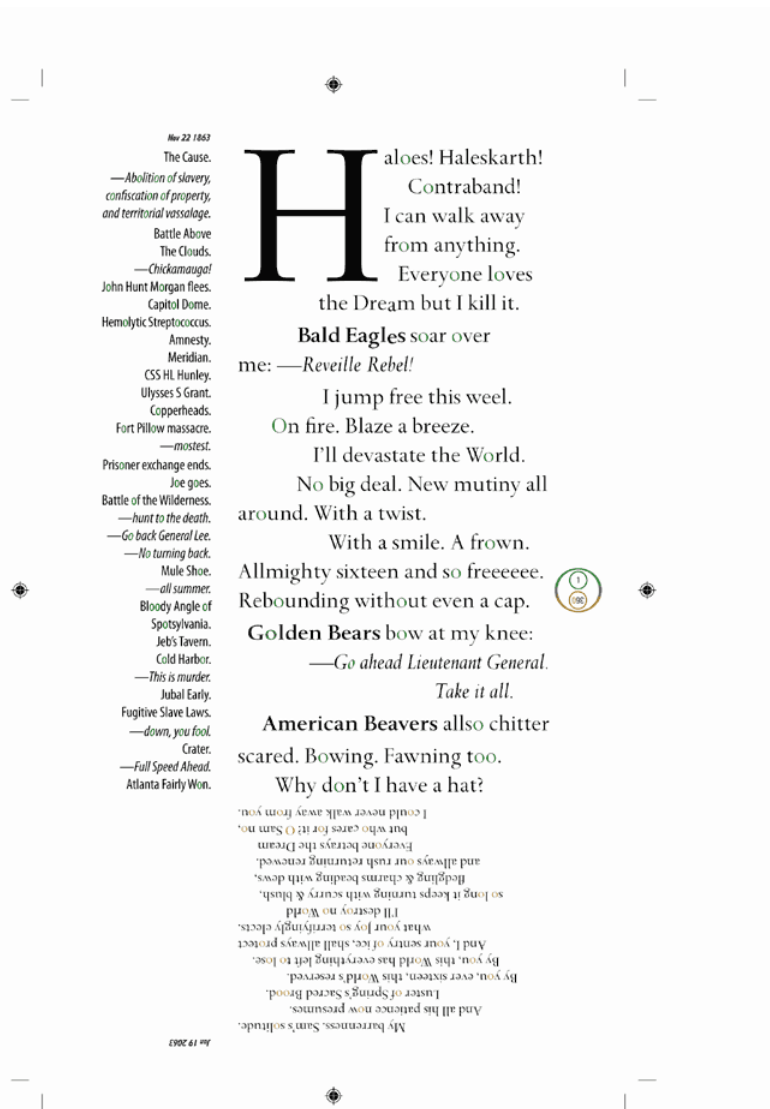 Nov 22 1863
The Cause.
—Abolition of slavery,
confiscation of property,
and territorial vassalage.
Battle Above
The Clouds.
—Chickamauga!
John Hunt Morgan flees.
Capitol Dome.
Hemolytic Streptococcus.
Amnesty.
Meridian.
CSS HL Hunley.
Ulysses S Grant.
Copperheads.
Fort Pillow massacre.
—mostest.
Prisoner exchange ends.
Joe goes.
Battle of the Wilderness.
—hunt to the death.
—Go back General Lee.
—No turning back.
Mule Shoe.
—all summer.
Bloody Angle of
Spotsylvania.
Jeb's Tavern.
Cold Harbor.
—This is murder.
Jubal Early.
Fugitive Slave Laws.
—down, you fool.
Crater.
—Full Speed Ahead.
Atlanta Fairly Won.
Haloes! Haleskarth!
Contraband!
I can walk away
from anything.
Everyone loves
the Dream but I kill it.
Bald Eagles soar over
me: —Reveille Rebel!
I jump free this weel.
On fire. Blaze a breeze.
I'll devastate the World.
No big deal. New mutiny all
around. With a twist.
With a smile. A frown.
Allmighty sixteen and so freeeeee.
Rebounding without even a cap.
Golden Bears bow at my knee:
—Go ahead Lieutenant General.
Take it all.
American Beavers allso chitter
scared. Bowing. Fawning too.
Why don't I have a hat?
1
360
Jan 19 2063
My barrenness. Sam's solitude.
And all his patience now presumes.
Luster of Spring's Sacred Brood.
By you, ever sixteen, this World's reserved.
By you, this World has everything left to lose.
And I, your sentry of ice, shall allways protect
what your Joy so terrifyingly elects.
I'll destroy no World
so long it keeps turning with scurry & blush,
fledgling & charms beading with dews,
and allways our rush returning renewed.
Everyone betrays the Dream
but who cares for it? O Sam no,
I could never walk away from you.